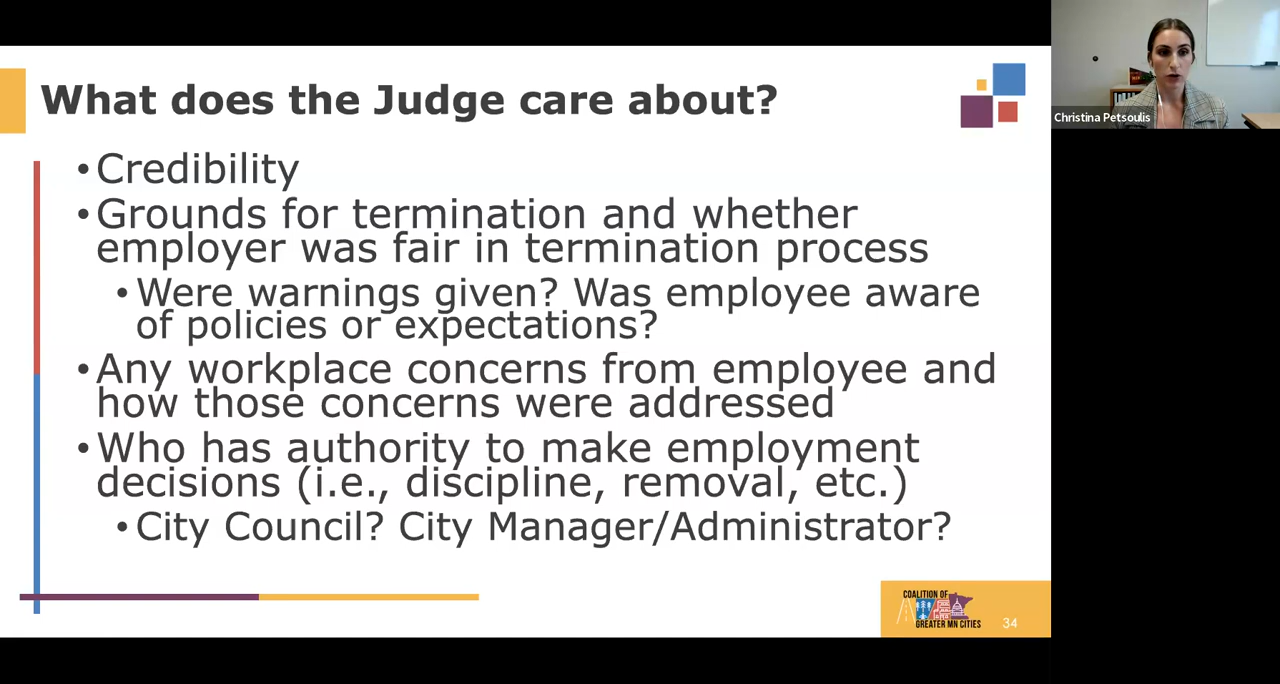 What does the Judge care about?
•Credibility
•Grounds for termination and whether
employer was fair in termination process
•Were warnings given? Was employee aware
of policies or expectations?
•Any workplace concerns from employee and
how those concerns were addressed
•Who has authority to make employment
decisions (i.e., discipline, removal, etc.)
•City Council? City Manager/Administrator?
COALITION OF
GREATER MN CITIES
34
Christina Petsoulis